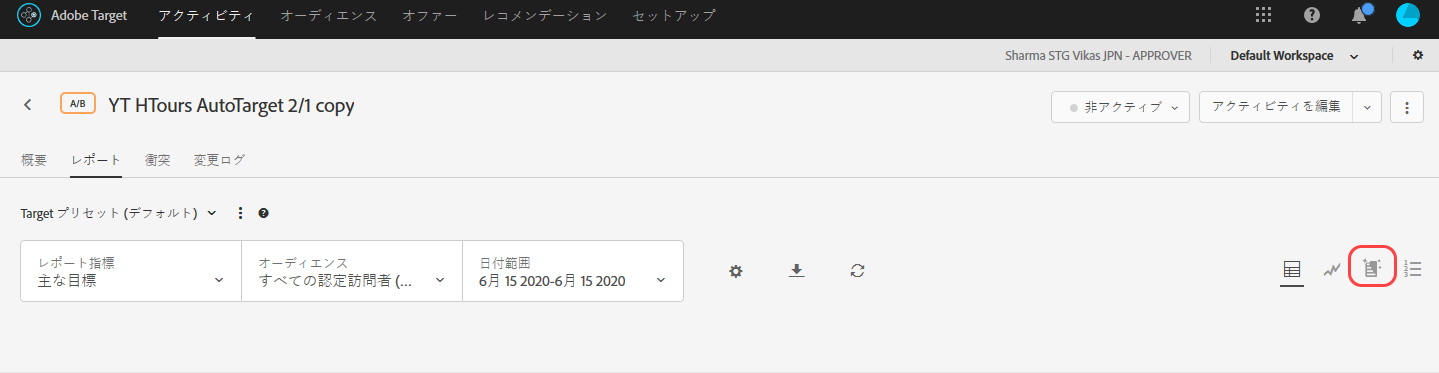 Adobe Target アクティビティ オーディエンス オファー レコメンデーション セットアップ
Sharma STG Vikas JPN - APPROVER Default Workspace
A/B YT HTours AutoTarget 2/1 copy 非アクティブ アクティビティを編集
概要 レポート 衝突 変更ログ
Target プリセット (デフォルト)
レポート指標 オーディエンス 日付範囲
主な目標 すべての認定訪問者 (... 6月 15 2020-6月 15 2020